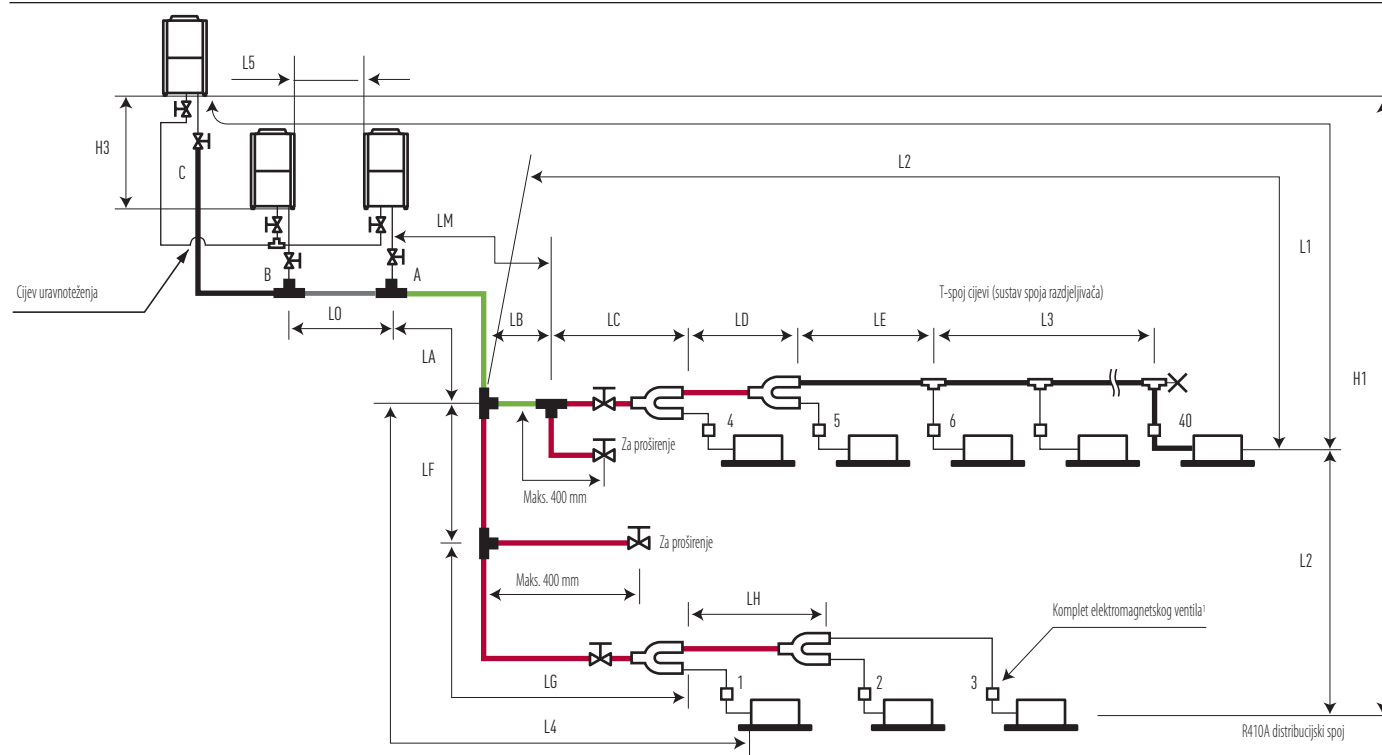 L5
H3
C
L2
LM
L1
B
A
Cijev uravnoteženja
T-spoj cijevi (sustav spoja razdjeljivača)
LO
LB
LC
LD
LE
L3
LA
H1
4
5
6
40
Za proširenje
LF
Maks. 400 mm
Za proširenje
L2
Maks. 400 mm
LH
Komplet elektromagnetskog ventila¹
1
2
3
LG
L4
R410A distribucijski spoj